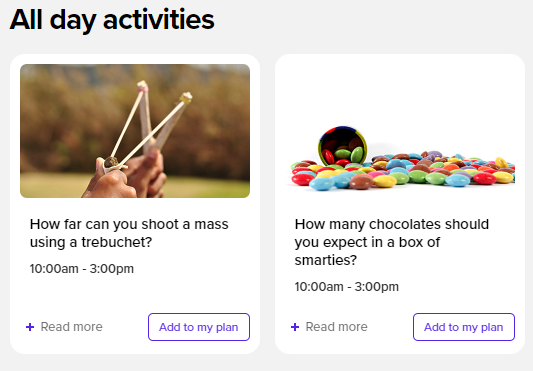 All day activities
How far can you shoot a mass
using a trebuchet?
10:00am - 3:00pm
+ Read more
Add to my plan
How many chocolates should
you expect in a box of
smarties?
10:00am - 3:00pm
+ Read more
Add to my plan